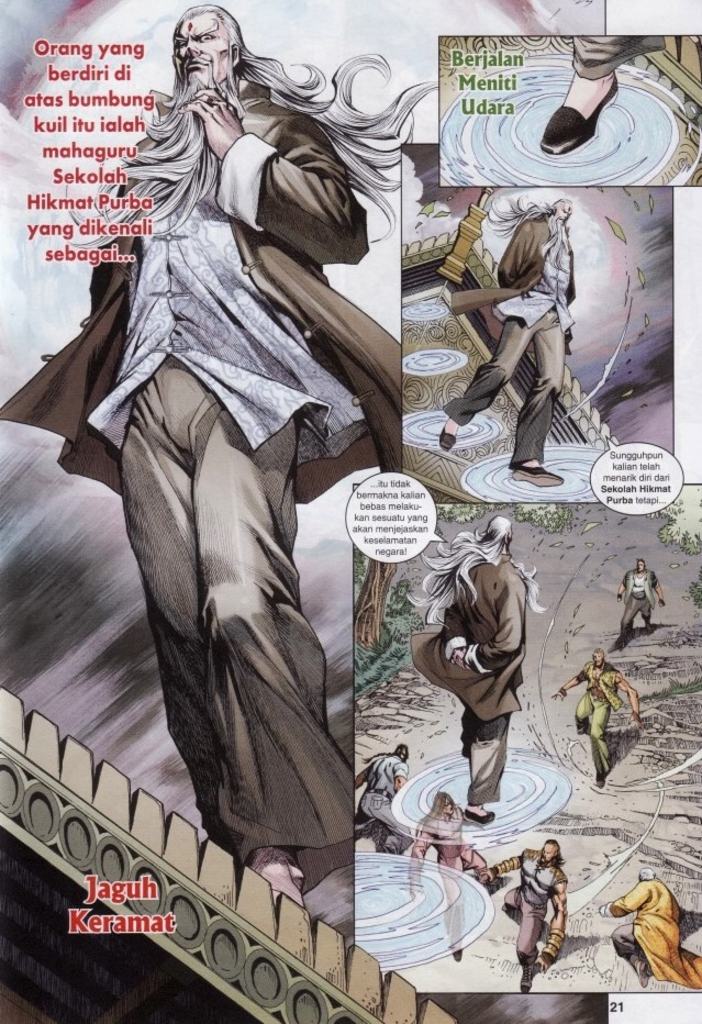 Orang yang
berdiri di
atas bumbung
kuil itu ialah
mahaguru
Sekolah
Hikmat Purba
yang dikenali
sebagai...
Jaguh
Keramat
Berjalan
Meniti
Udara
Sungguhpun
kalian telah
menarik diri dari
Sekolah Hikmat
Purba tetapi...
...itu tidak
bermakna kalian
bebas melaku-
kan sesuatu yang
akan menjejaskan
keselamatan
negara!
21